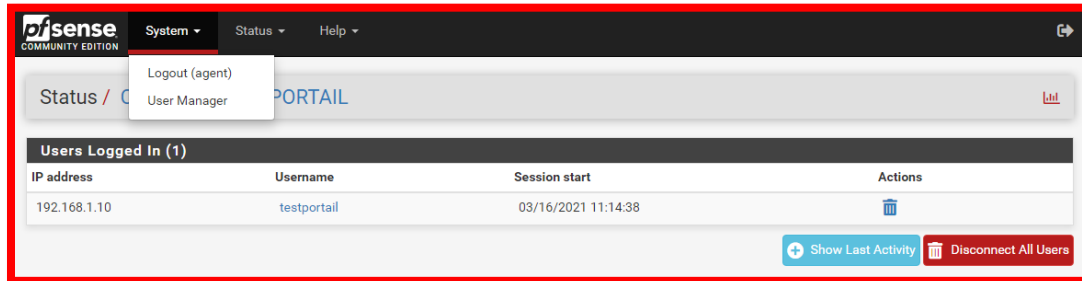 pfsense
COMMUNITY EDITION
System Status Help
Logout (agent)
User Manager
Status / PORTAIL
Users Logged In (1)
IP address Username Session start Actions
192.168.1.10 testportail 03/16/2021 11:14:38
Show Last Activity Disconnect All Users